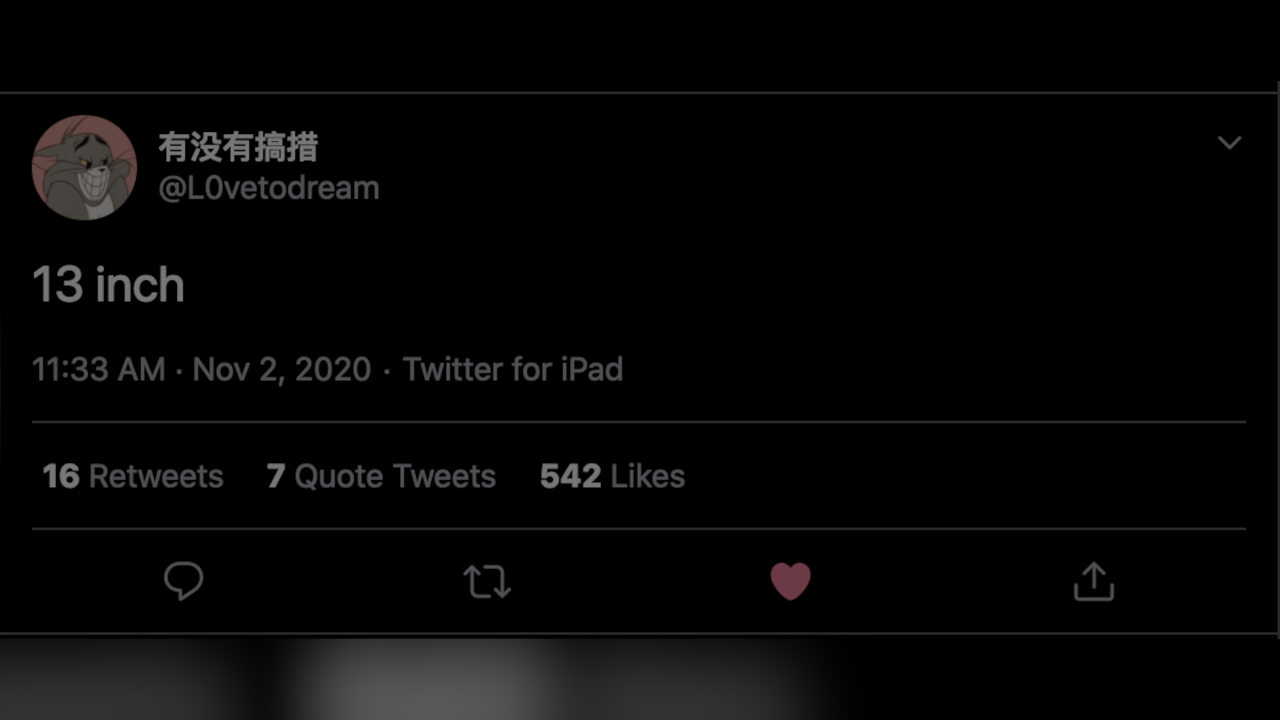 有没有搞措
@L0vetodream
13 inch
11:33 AM · Nov 2, 2020 · Twitter for iPad
16 Retweets 7 Quote Tweets 542 Likes